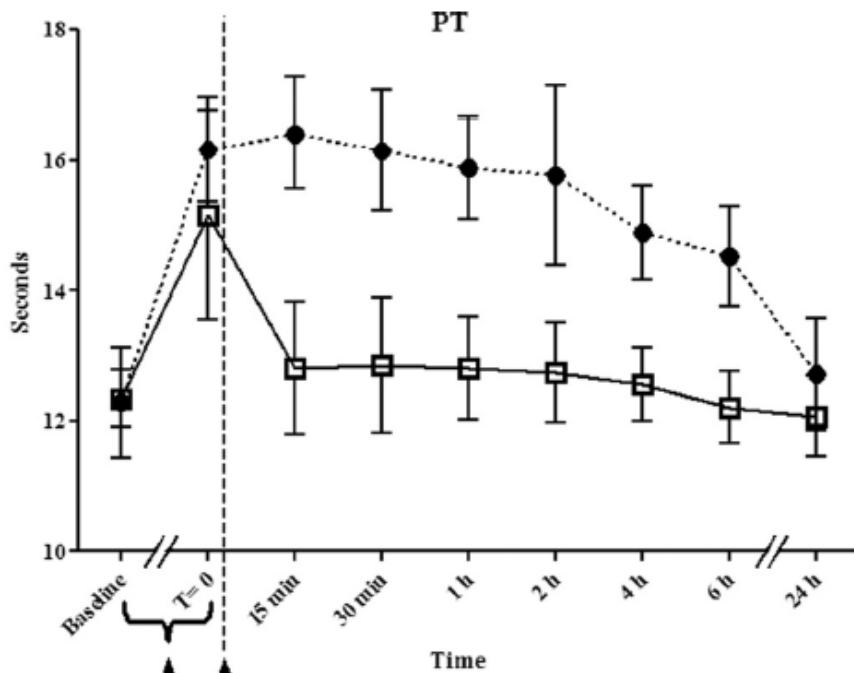 PT
18
16
14
12
10
Seconds
Baseline
T= 0
15 min
30 min
1 h
2 h
4 h
6 h
24 h
Time